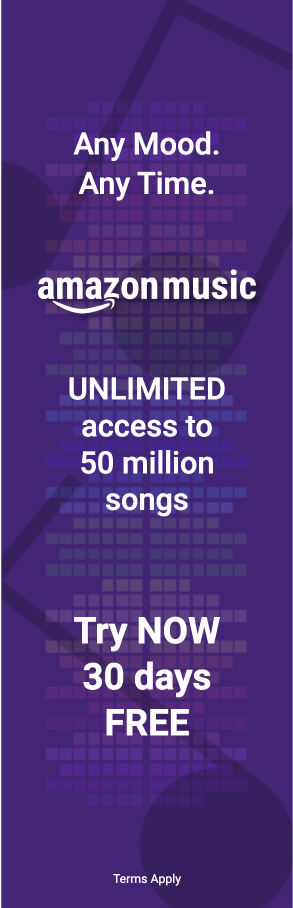 Any Mood.
Any Time.
amazon music
UNLIMITED
access to
50 million
songs
Try NOW
30 days
FREE
Terms Apply